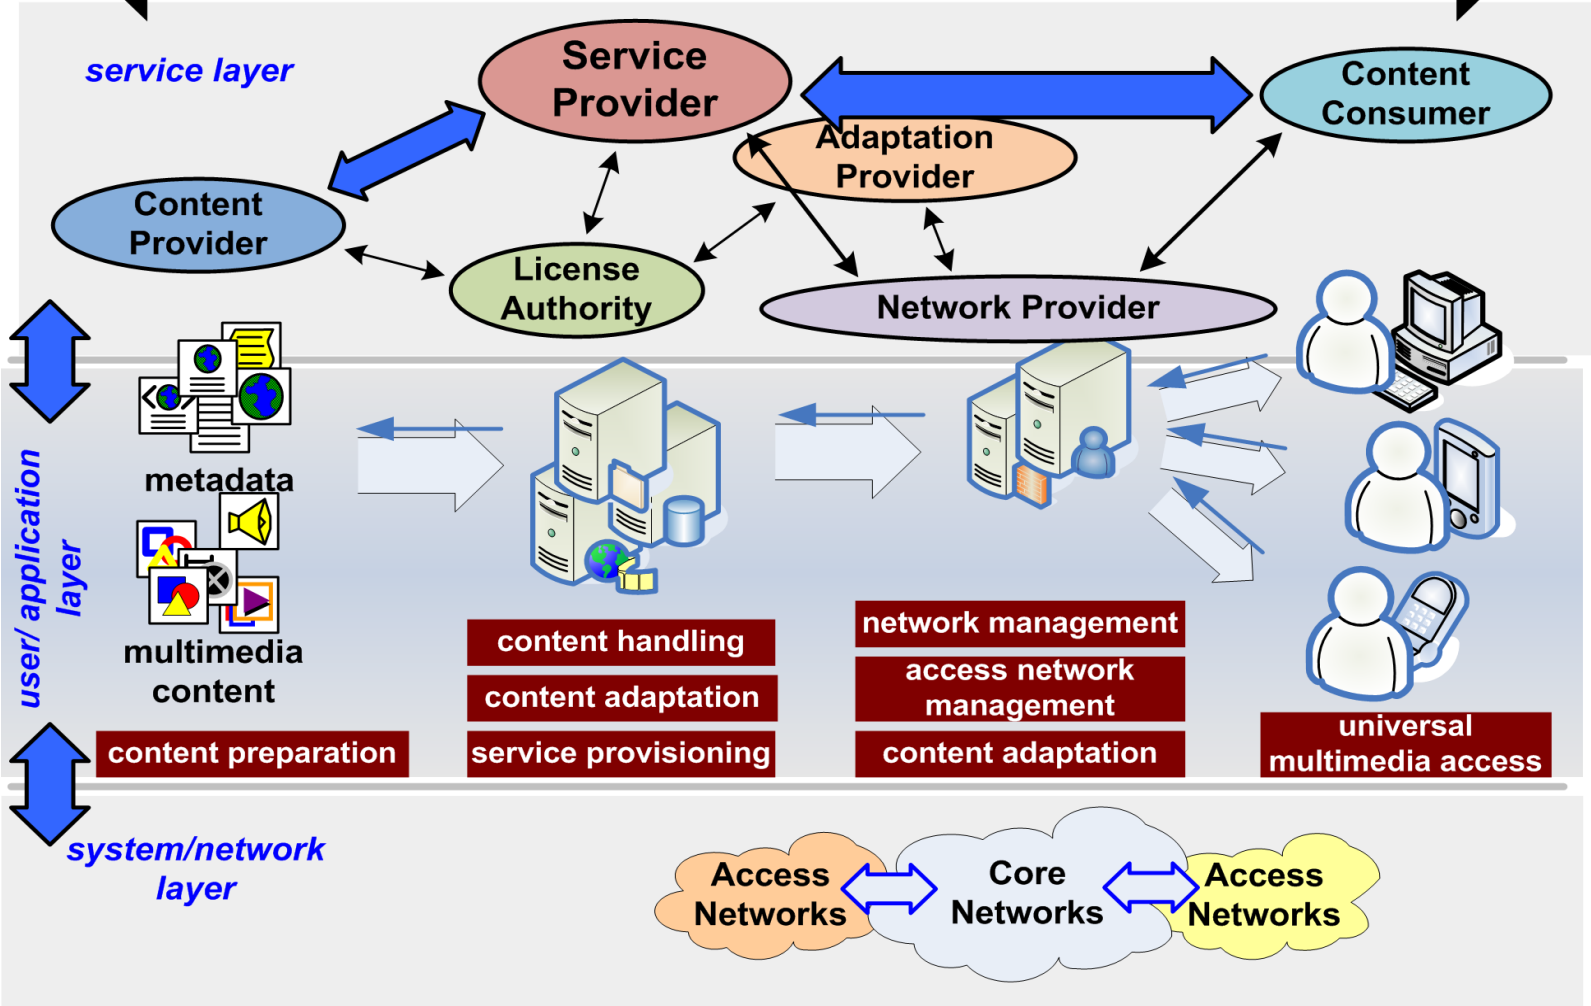 service layer
Service
Provider
Content
Consumer
Adaptation
Provider
Content
Provider
License
Authority
Network Provider
user/ application
layer
metadata
multimedia
content
content preparation
content handling
content adaptation
service provisioning
network management
access network
management
content adaptation
universal
multimedia access
system/network
layer
Access
Networks
Core
Networks
Access
Networks